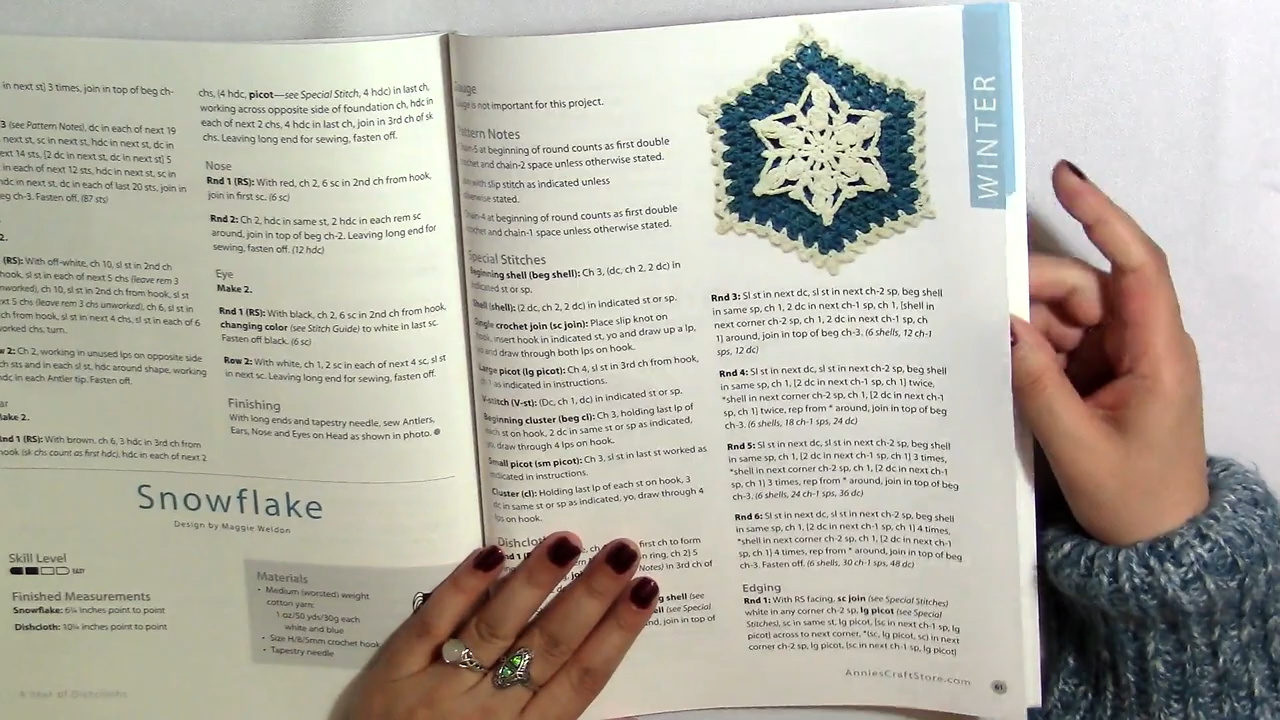 in next st] 3 times, join in top of beg ch-
3 (see Pattern Notes), dc in each of next 19
next st, sc in next st, hdc in next st, dc in
ext 14 sts, [2 dc in next st, dc in next st] 5
in each of next 12 sts, hdc in next st, sc in
hdc in next st, dc in each of last 20 sts, join in
eg ch-3. Fasten off. (87 sts)
2.
(RS): With off-white, ch 10, sl st in 2nd ch
hook, sl st in each of next 5 chs (leave rem 3
unworked), ch 10, sl st in 2nd ch from hook, sl st
xt 5 chs (leave rem 3 chs unworked), ch 6, sl st in
ch from hook, sl st in next 4 chs, sl st in each of 6
worked chs, turn.
w 2: Ch 2, working in unused lps on opposite side
ch sts and in each sl st, hdc around shape, working
hdc in each Antler tip. Fasten off.
ar
ake 2.
nd 1 (RS): With brown, ch 6, 3 hdc in 3rd ch from
hook (sk chs count as first hdc), hdc in each of next 2
chs, (4 hdc, picot—see Special Stitch, 4 hdc) in last ch,
working across opposite side of foundation ch, hdc in
each of next 2 chs, 4 hdc in last ch, join in 3rd ch of sk
chs. Leaving long end for sewing, fasten off.
Nose
Rnd 1 (RS): With red, ch 2, 6 sc in 2nd ch from hook,
join in first sc. (6 sc)
Rnd 2: Ch 2, hdc in same st, 2 hdc in each rem sc
around, join in top of beg ch-2. Leaving long end for
sewing, fasten off. (12 hdc)
Eye
Make 2.
Rnd 1 (RS): With black, ch 2, 6 sc in 2nd ch from hook,
changing color (see Stitch Guide) to white in last sc.
Fasten off black. (6 sc)
Row 2: With white, ch 1, 2 sc in each of next 4 sc, sl st
in next sc. Leaving long end for sewing, fasten off.
Finishing
With long ends and tapestry needle, sew Antlers,
Ears, Nose and Eyes on Head as shown in photo.
Snowflake
Design by Maggie Weldon
Skill Level
EASY
Finished Measurements
Snowflake: 6¼ inches point to point
Dishcloth: 10¼ inches point to point
Materials
• Medium (worsted) weight
cotton yarn:
1 oz/50 yds/30g each
white and blue
• Size H/8/5mm crochet hook
• Tapestry needle
uage
uge is not important for this project.
attern Notes
hain-5 at beginning of round counts as first double
ochet and chain-2 space unless otherwise stated.
with slip stitch as indicated unless
erwise stated.
hain-4 at beginning of round counts as first double
ochet and chain-1 space unless otherwise stated.
Special Stitches
Beginning shell (beg shell): Ch 3, (dc, ch 2, 2 dc) in
indicated st or sp.
Shell (shell): (2 dc, ch 2, 2 dc) in indicated st or sp.
Single crochet join (sc join): Place slip knot on
hook, insert hook in indicated st, yo and draw up a lp,
yo and draw through both lps on hook.
Large picot (lg picot): Ch 4, sl st in 3rd ch from hook,
ch 1 as indicated in instructions.
V-stitch (V-st): (Dc, ch 1, dc) in indicated st or sp.
Beginning cluster (beg cl): Ch 3, holding last lp of
each st on hook, 2 dc in same st or sp as indicated,
yo, draw through 4 lps on hook.
Small picot (sm picot): Ch 3, sl st in last st worked as
indicated in instructions.
Cluster (cl): Holding last lp of each st on hook, 3
dc in same st or sp as indicated, yo, draw through 4
lps on hook.
Dishcloth
nd 1 first ch to form
in ring, ch 2) 5
Notes) in 3rd ch of
shell (see
(see Special
join in top of
WINTER
Rnd 3: Sl st in next dc, sl st in next ch-2 sp, beg shell
in same sp, ch 1, 2 dc in next ch-1 sp, ch 1, [shell in
next corner ch-2 sp, ch 1, 2 dc in next ch-1 sp, ch
1] around, join in top of beg ch-3. (6 shells, 12 ch-1
sps, 12 dc)
Rnd 4: Sl st in next dc, sl st in next ch-2 sp, beg shell
in same sp, ch 1, [2 dc in next ch-1 sp, ch 1] twice,
*shell in next corner ch-2 sp, ch 1, [2 dc in next ch-1
sp, ch 1] twice, rep from * around, join in top of beg
ch-3. (6 shells, 18 ch-1 sps, 24 dc)
Rnd 5: Sl st in next dc, sl st in next ch-2 sp, beg shell
in same sp, ch 1, [2 dc in next ch-1 sp, ch 1] 3 times,
*shell in next corner ch-2 sp, ch 1, [2 dc in next ch-1
sp, ch 1] 3 times, rep from * around, join in top of beg
ch-3. (6 shells, 24 ch-1 sps, 36 dc)
Rnd 6: Sl st in next dc, sl st in next ch-2 sp, beg shell
in same sp, ch 1, [2 dc in next ch-1 sp, ch 1] 4 times,
*shell in next corner ch-2 sp, ch 1, [2 dc in next ch-1
sp, ch 1] 4 times, rep from * around, join in top of beg
ch-3. Fasten off. (6 shells, 30 ch-1 sps, 48 dc)
Edging
Rnd 1: With RS facing, sc join (see Special Stitches)
white in any corner ch-2 sp, lg picot (see Special
Stitches), sc in same st, lg picot, [sc in next st, lg
picot] across to next corner, *(sc, lg picot, sc) in next
corner ch-2 sp, lg picot, [sc in next st, lg picot]
AnniesCraftStore.com
61